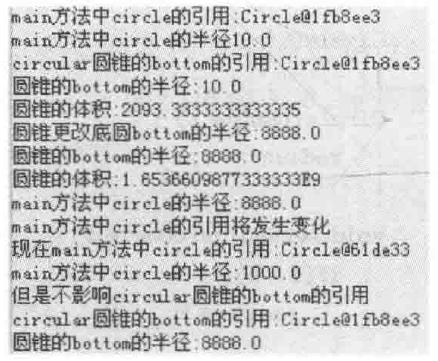 main方法中circle的引用:Circle@1fb8ee3
main方法中circle的半径10.0
circular圆锥的bottom的引用:Circle@1fb8ee3
圆锥的bottom的半径:10.0
圆锥的体积:2093.3333333333335
圆锥更改底圆bottom的半径:8888.0
圆锥的bottom的半径:8888.0
圆锥的体积:1.6536609877333333E9
main方法中circle的半径:8888.0
main方法中circle的引用将发生变化
现在main方法中circle的引用:Circle@61de33
main方法中circle的半径:1000.0
但是不影响circular圆锥的bottom的引用
circular圆锥的bottom的引用:Circle@1fb8ee3
圆锥的bottom的半径:8888.0